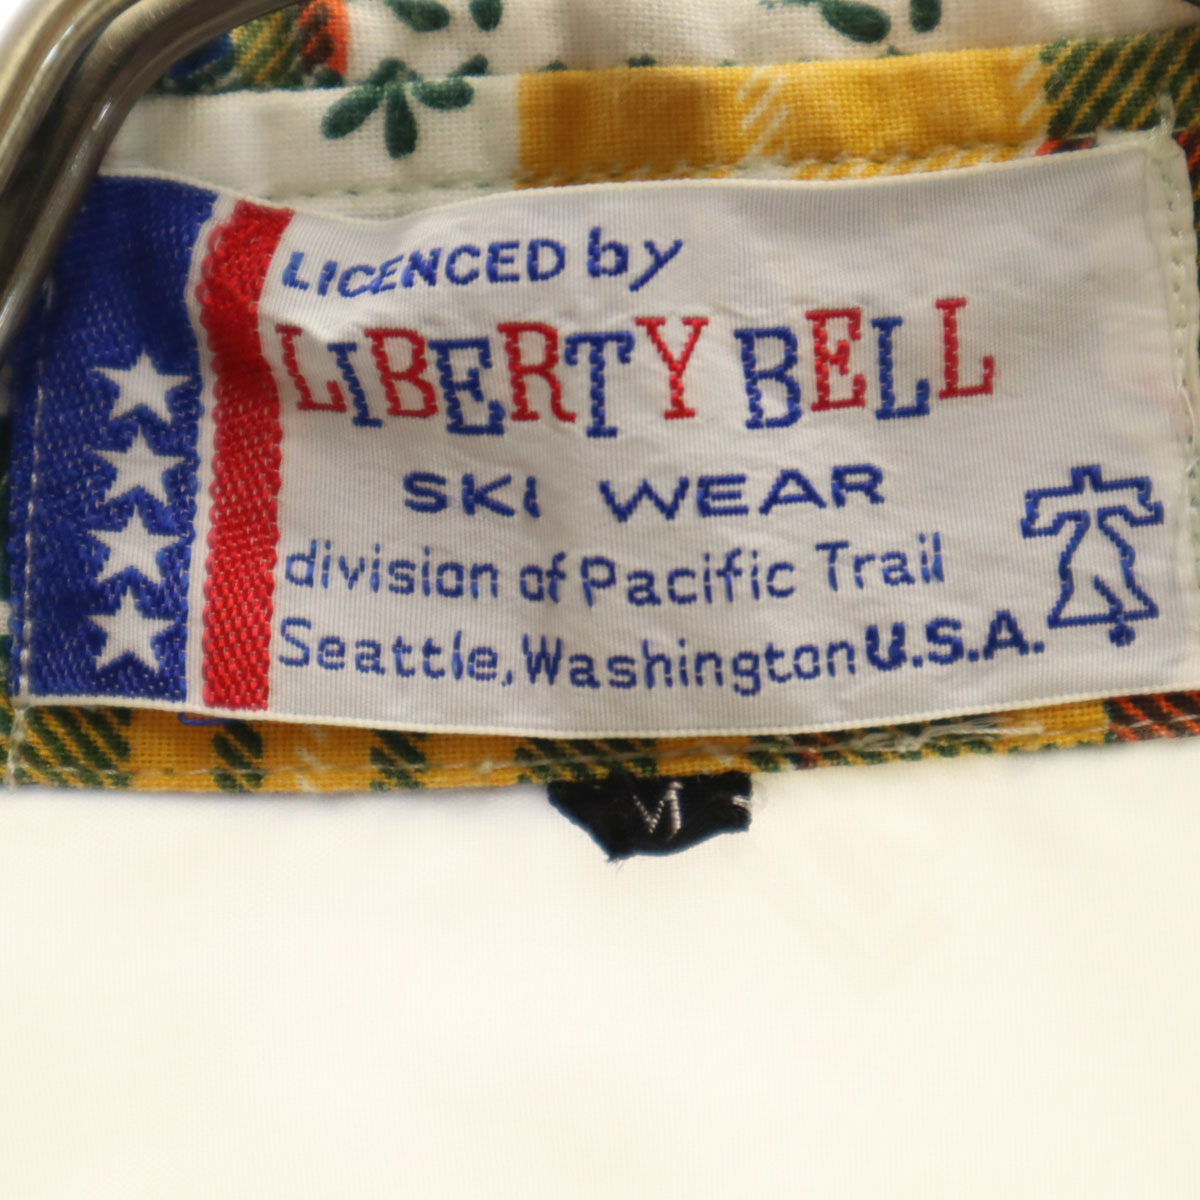 LICENCED by
LIBERTY BELL
SKI WEAR
division of Pacific Trail
Seattle, Washington U.S.A.
M